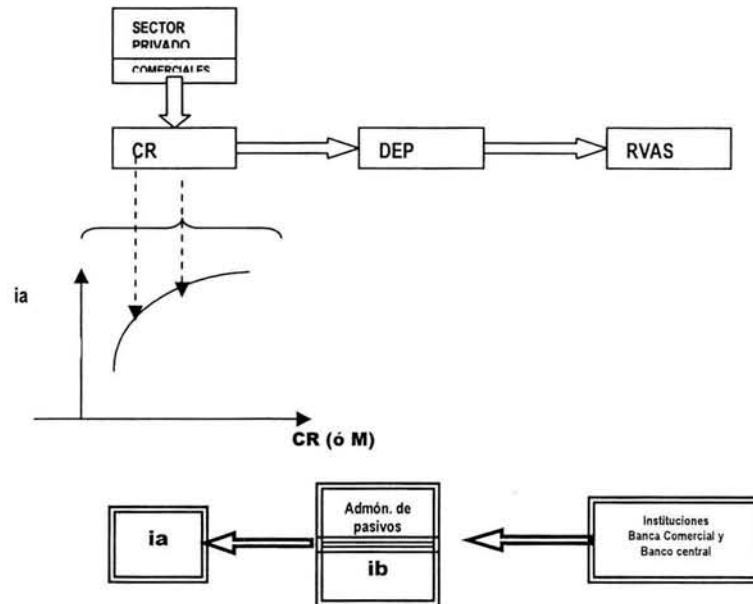 SECTOR
PRIVADO
COMERCIALES
CR
DEP
RVAS
ia
CR (ó M)
ia
Admón. de
pasivos
ib
Instituciones
Banca Comercial y
Banco central